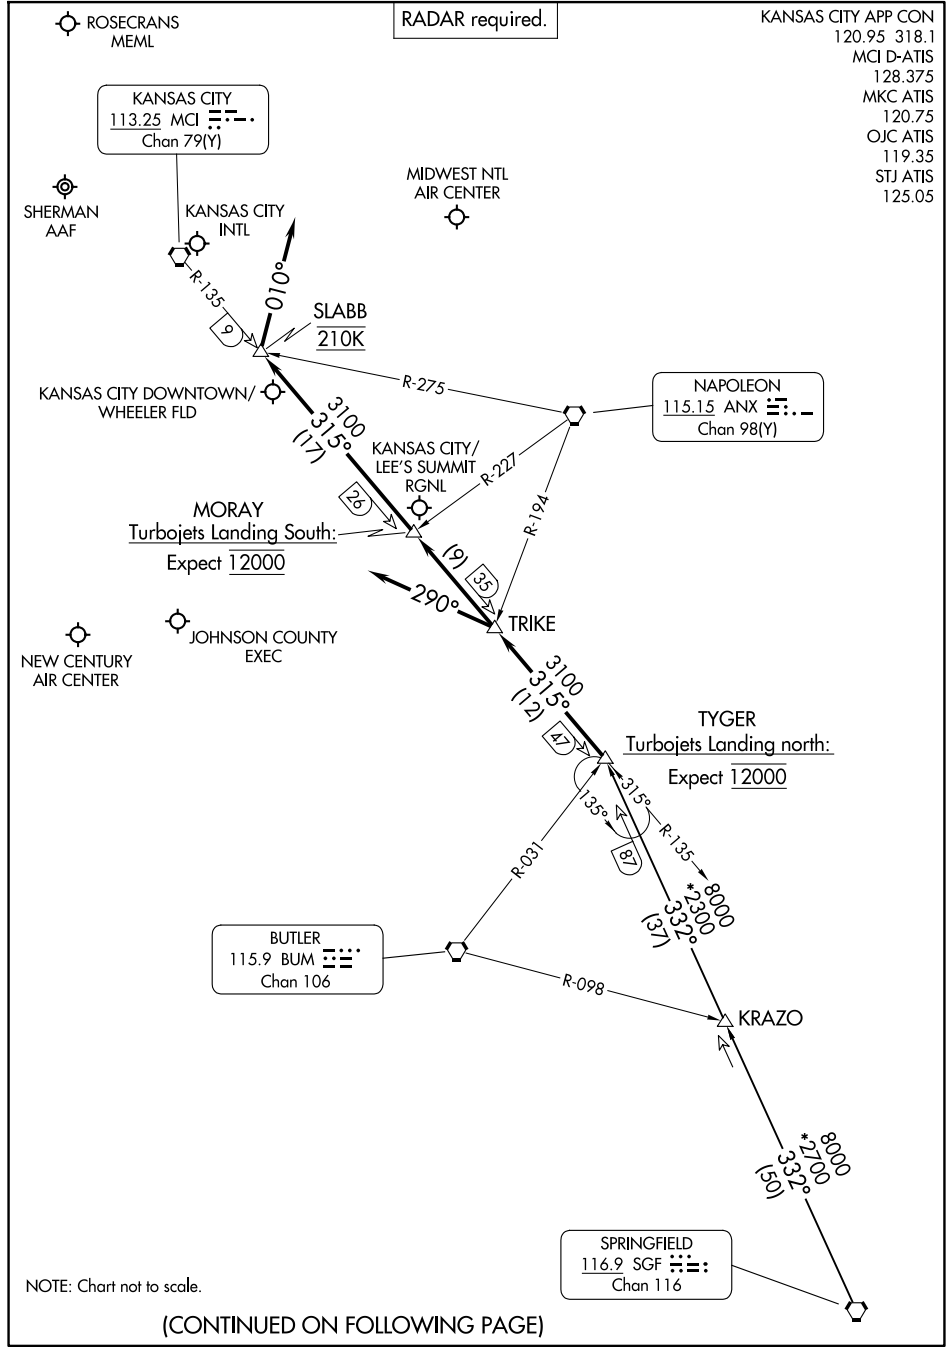 RADAR required.
KANSAS CITY APP CON
120.95 318.1
MCI D-ATIS
128.375
MKC ATIS
120.75
OJC ATIS
119.35
STJ ATIS
125.05
ROSECRANS
MEML
KANSAS CITY
113.25 MCI
Chan 79(Y)
SHERMAN
AAF
KANSAS CITY
INTL
MIDWEST NTL
AIR CENTER
R-135
9
010°
SLABB
210K
KANSAS CITY DOWNTOWN/
WHEELER FLD
R-275
NAPOLEON
115.15 ANX
Chan 98(Y)
3100
315°
(17)
KANSAS CITY/
LEE'S SUMMIT
RGNL
R-227
R-194
26
MORAY
Turbojets Landing South:
Expect 12000
(9)
35
290°
TRIKE
JOHNSON COUNTY
EXEC
NEW CENTURY
AIR CENTER
3100
315°
(12)
47
TYGER
Turbojets Landing north:
Expect 12000
135°
315°
R-135
87
R-031
8000
*2300
332°
(37)
BUTLER
115.9 BUM
Chan 106
R-098
KRAZO
8000
*2700
332°
(50)
SPRINGFIELD
116.9 SGF
Chan 116
NOTE: Chart not to scale.
(CONTINUED ON FOLLOWING PAGE)